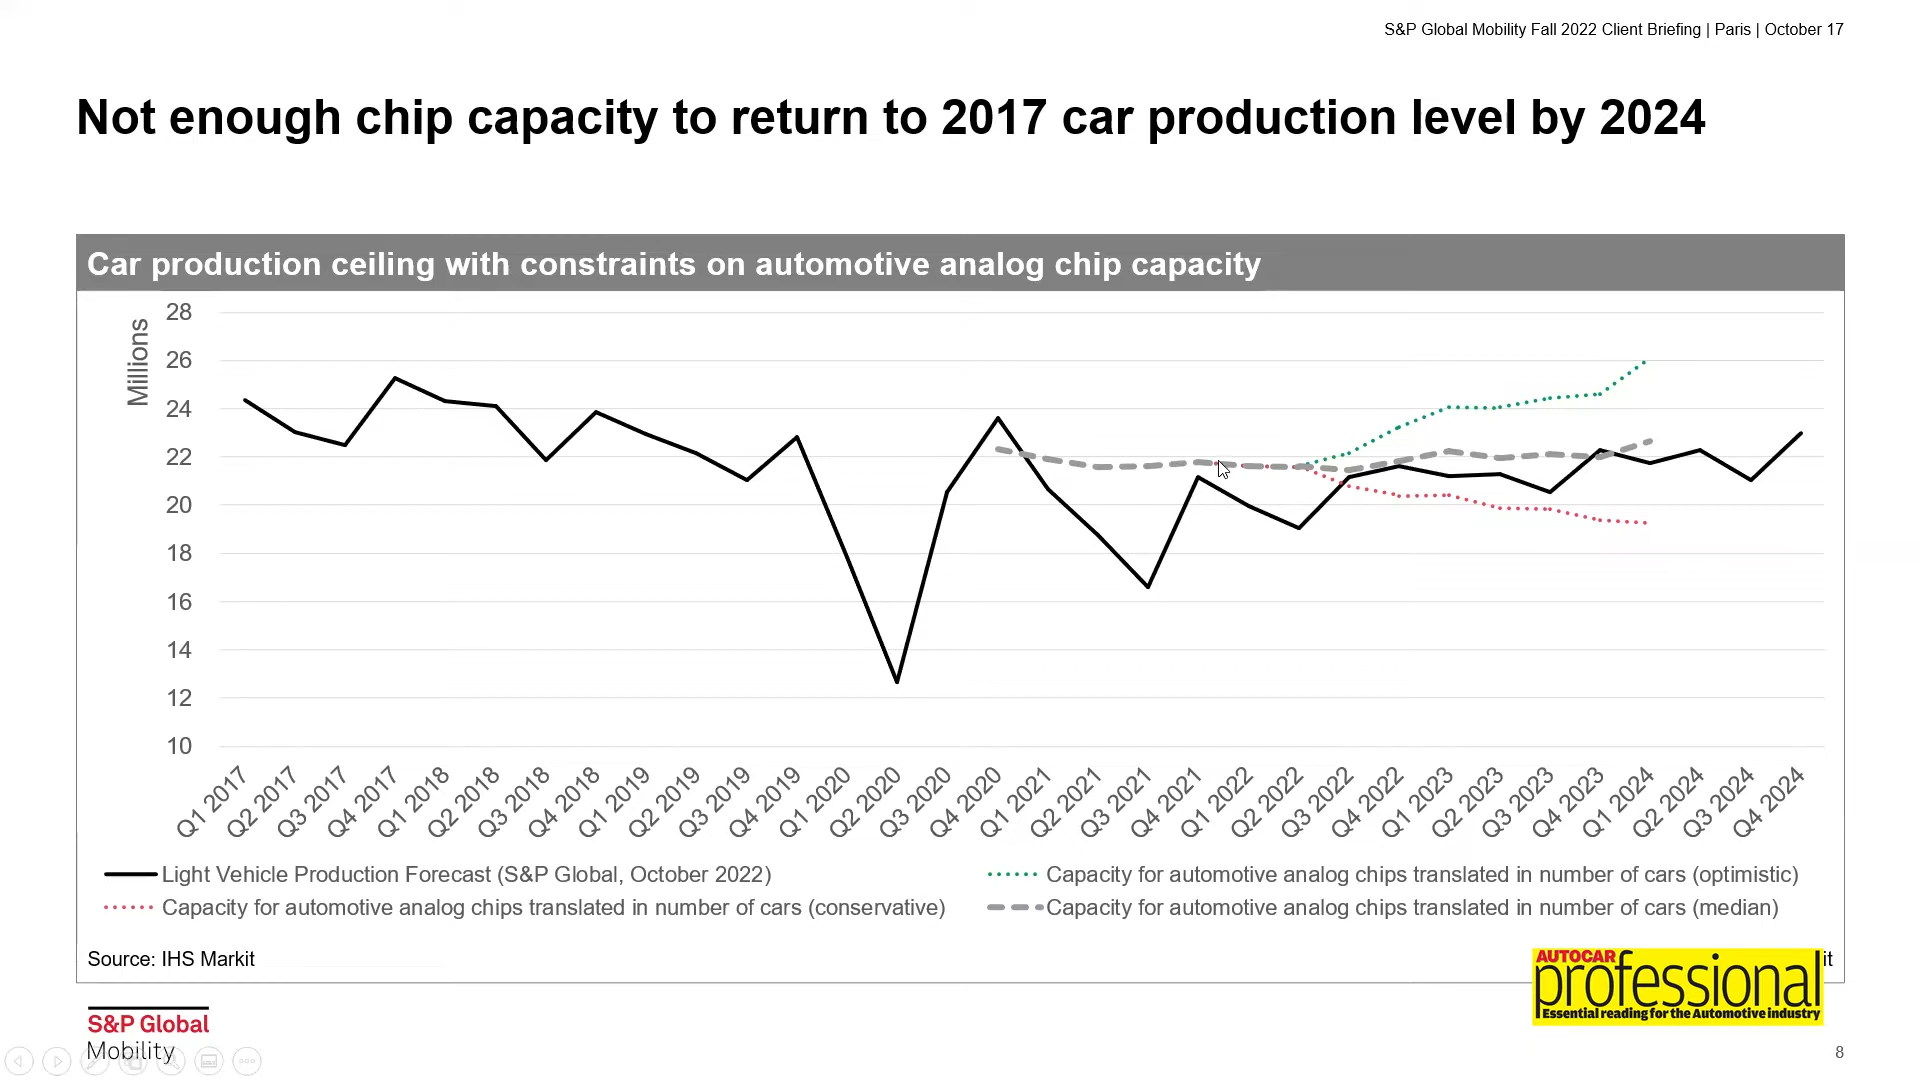 S&P Global Mobility Fall 2022 Client Briefing | Paris | October 17
Not enough chip capacity to return to 2017 car production level by 2024
Car production ceiling with constraints on automotive analog chip capacity
Millions
28
26
24
22
20
18
16
14
12
10
Q1 2017
Q2 2017
Q3 2017
Q4 2017
Q1 2018
Q2 2018
Q3 2018
Q4 2018
Q1 2019
Q2 2019
Q3 2019
Q4 2019
Q1 2020
Q2 2020
Q3 2020
Q4 2020
Q1 2021
Q2 2021
Q3 2021
Q4 2021
Q1 2022
Q2 2022
Q3 2022
Q4 2022
Q1 2023
Q2 2023
Q3 2023
Q4 2023
Q1 2024
Q2 2024
Q3 2024
Q4 2024
Light Vehicle Production Forecast (S&P Global, October 2022)
Capacity for automotive analog chips translated in number of cars (optimistic)
Capacity for automotive analog chips translated in number of cars (conservative)
Capacity for automotive analog chips translated in number of cars (median)
Source: IHS Markit
it
AUTOCAR
professional
Essential reading for the Automotive industry
S&P Global
Mobility
8